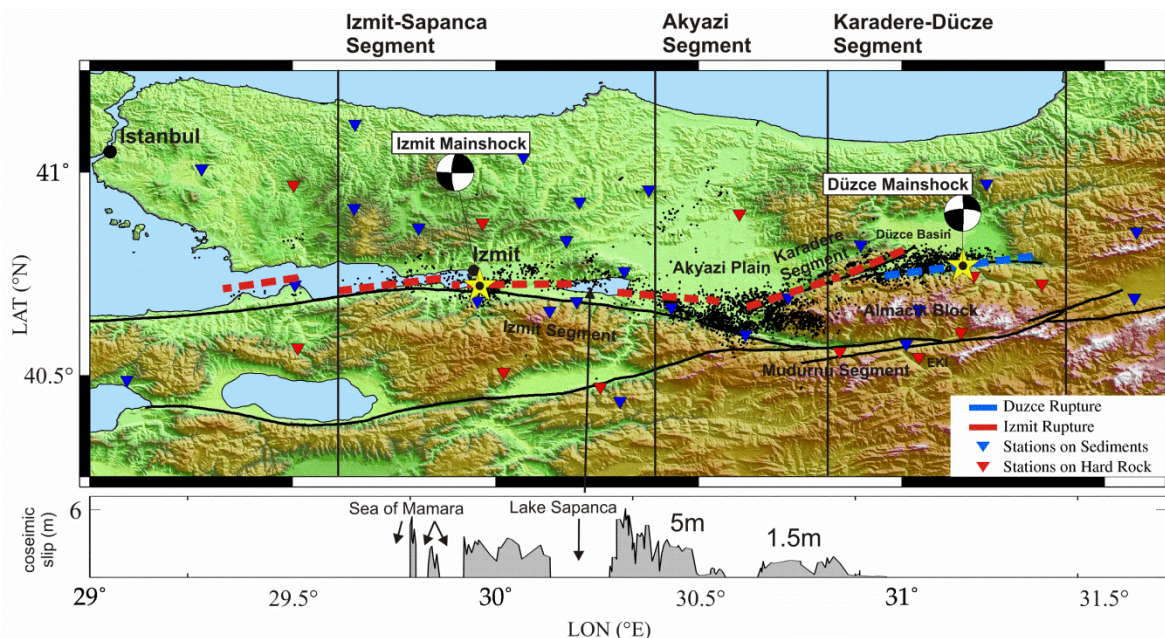 Izmit-Sapanca
Segment
Akyazi
Segment
Karadere-Dücze
Segment
Istanbul
Izmit Mainshock
Düzce Mainshock
41°
Izmit
Akyazi Plain
Karadere
Segment
Düzce Basin
LAT (°N)
Izmit Segment
Almacik Block
40.5°
Mudurnu Segment
EKI
Duzce Rupture
Izmit Rupture
Stations on Sediments
Stations on Hard Rock
coseimic
slip (m)
6
Sea of Mamara
Lake Sapanca
5m
1.5m
29°
29.5°
30°
30.5°
31°
31.5°
LON (°E)